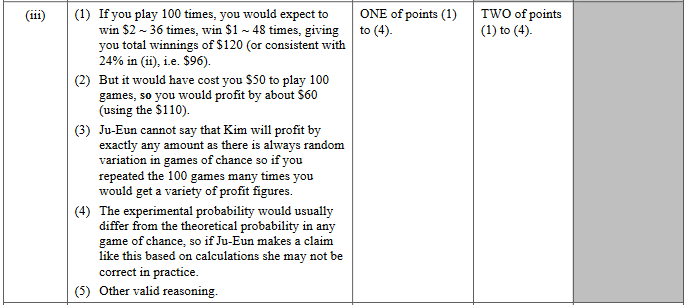 (iii)
(1) If you play 100 times, you would expect to
win $2 ~ 36 times, win $1 ~ 48 times, giving
you total winnings of $120 (or consistent with
24% in (ii), i.e. $96).
(2) But it would have cost you $50 to play 100
games, so you would profit by about $60
(using the $110).
(3) Ju-Eun cannot say that Kim will profit by
exactly any amount as there is always random
variation in games of chance so if you
repeated the 100 games many times you
would get a variety of profit figures.
(4) The experimental probability would usually
differ from the theoretical probability in any
game of chance, so if Ju-Eun makes a claim
like this based on calculations she may not be
correct in practice.
(5) Other valid reasoning.
ONE of points (1)
to (4).
TWO of points
(1) to (4).